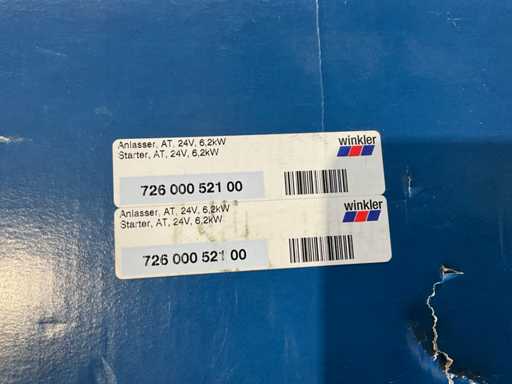 Anlasser, AT, 24V, 6,2kW
Starter, AT, 24V, 6,2kW
winkler
726 000 521 00
Anlasser, AT, 24V, 6,2kW
Starter, AT, 24V, 6,2kW
winkler
726 000 521 00